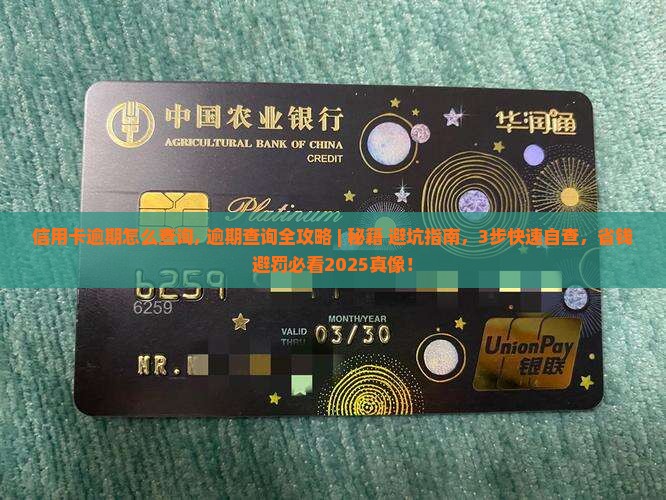 中国农业银行
AGRICULTURAL BANK OF CHINA
CREDIT
华润通
Platinum
信用卡逾期怎么查询, 逾期查询全攻略 | 秘籍 避坑指南，3步快速自查，省钱
避罚必看2025真像！
6259
6259
MONTH/YEAR
VALID THRU 03/30
MR.
UnionPay
银联